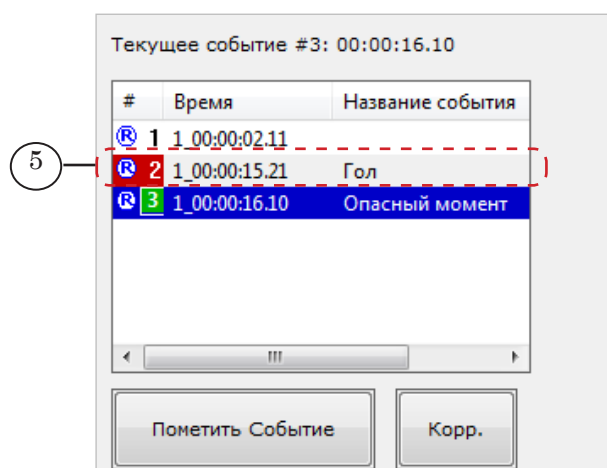 Текущее событие #3: 00:00:16.10
# Время Название события
® 1 1_00:00:02.11
5 ® 2 1_00:00:15.21 Гол
® 3 1_00:00:16.10 Опасный момент
Пометить Событие Корр.